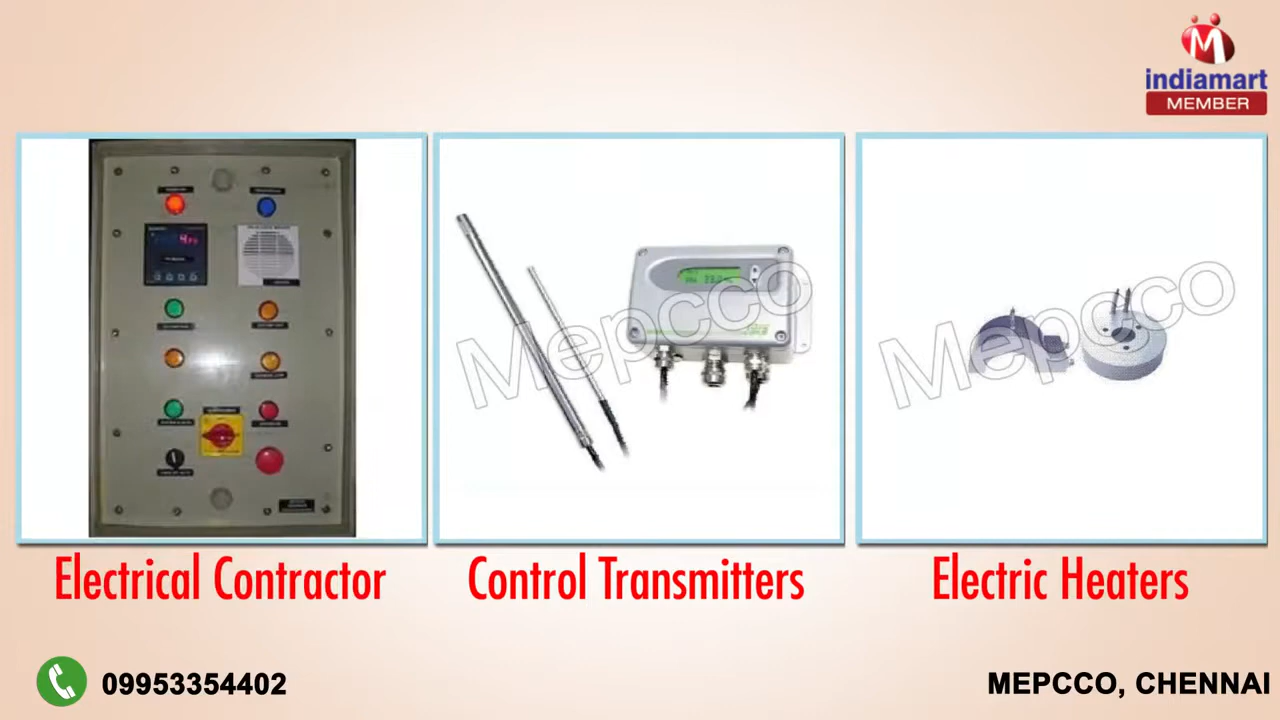 indiamart
MEMBER
Mepcco
Mepcco
Electrical Contractor
Control Transmitters
Electric Heaters
09953354402
MEPCCO, CHENNAI